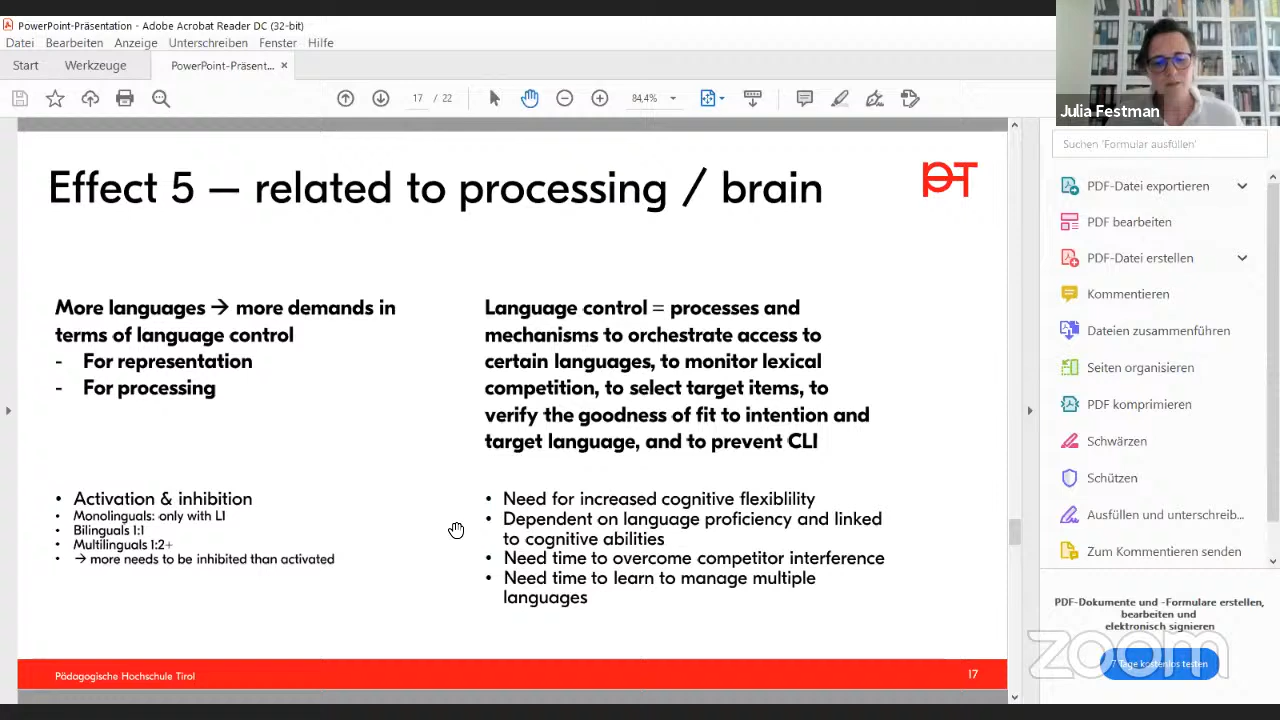 PowerPoint-Präsentation - Adobe Acrobat Reader DC (32-bit)
Datei Bearbeiten Anzeige Unterschreiben Fenster Hilfe
Start Werkzeuge PowerPoint-Präsent... ×
17 / 22 84,4%
Julia Festman
Effect 5 – related to processing / brain
PT
More languages → more demands in
terms of language control
- For representation
- For processing
• Activation & inhibition
• Monolinguals: only with L1
• Bilinguals 1:1
• Multilinguals 1:2+
• → more needs to be inhibited than activated
Language control = processes and
mechanisms to orchestrate access to
certain languages, to monitor lexical
competition, to select target items, to
verify the goodness of fit to intention and
target language, and to prevent CLI
• Need for increased cognitive flexiblility
• Dependent on language proficiency and linked
to cognitive abilities
• Need time to overcome competitor interference
• Need time to learn to manage multiple
languages
Pädagogische Hochschule Tirol
17
Suchen 'Formular ausfüllen'
PDF-Datei exportieren
PDF bearbeiten
PDF-Datei erstellen
Kommentieren
Dateien zusammenführen
Seiten organisieren
PDF komprimieren
Schwärzen
Schützen
Ausfüllen und unterschreib...
Zum Kommentieren senden
PDF-Dokumente und -Formulare erstellen,
bearbeiten und
elektronisch signieren
7 Tage kostenlos testen
zoom